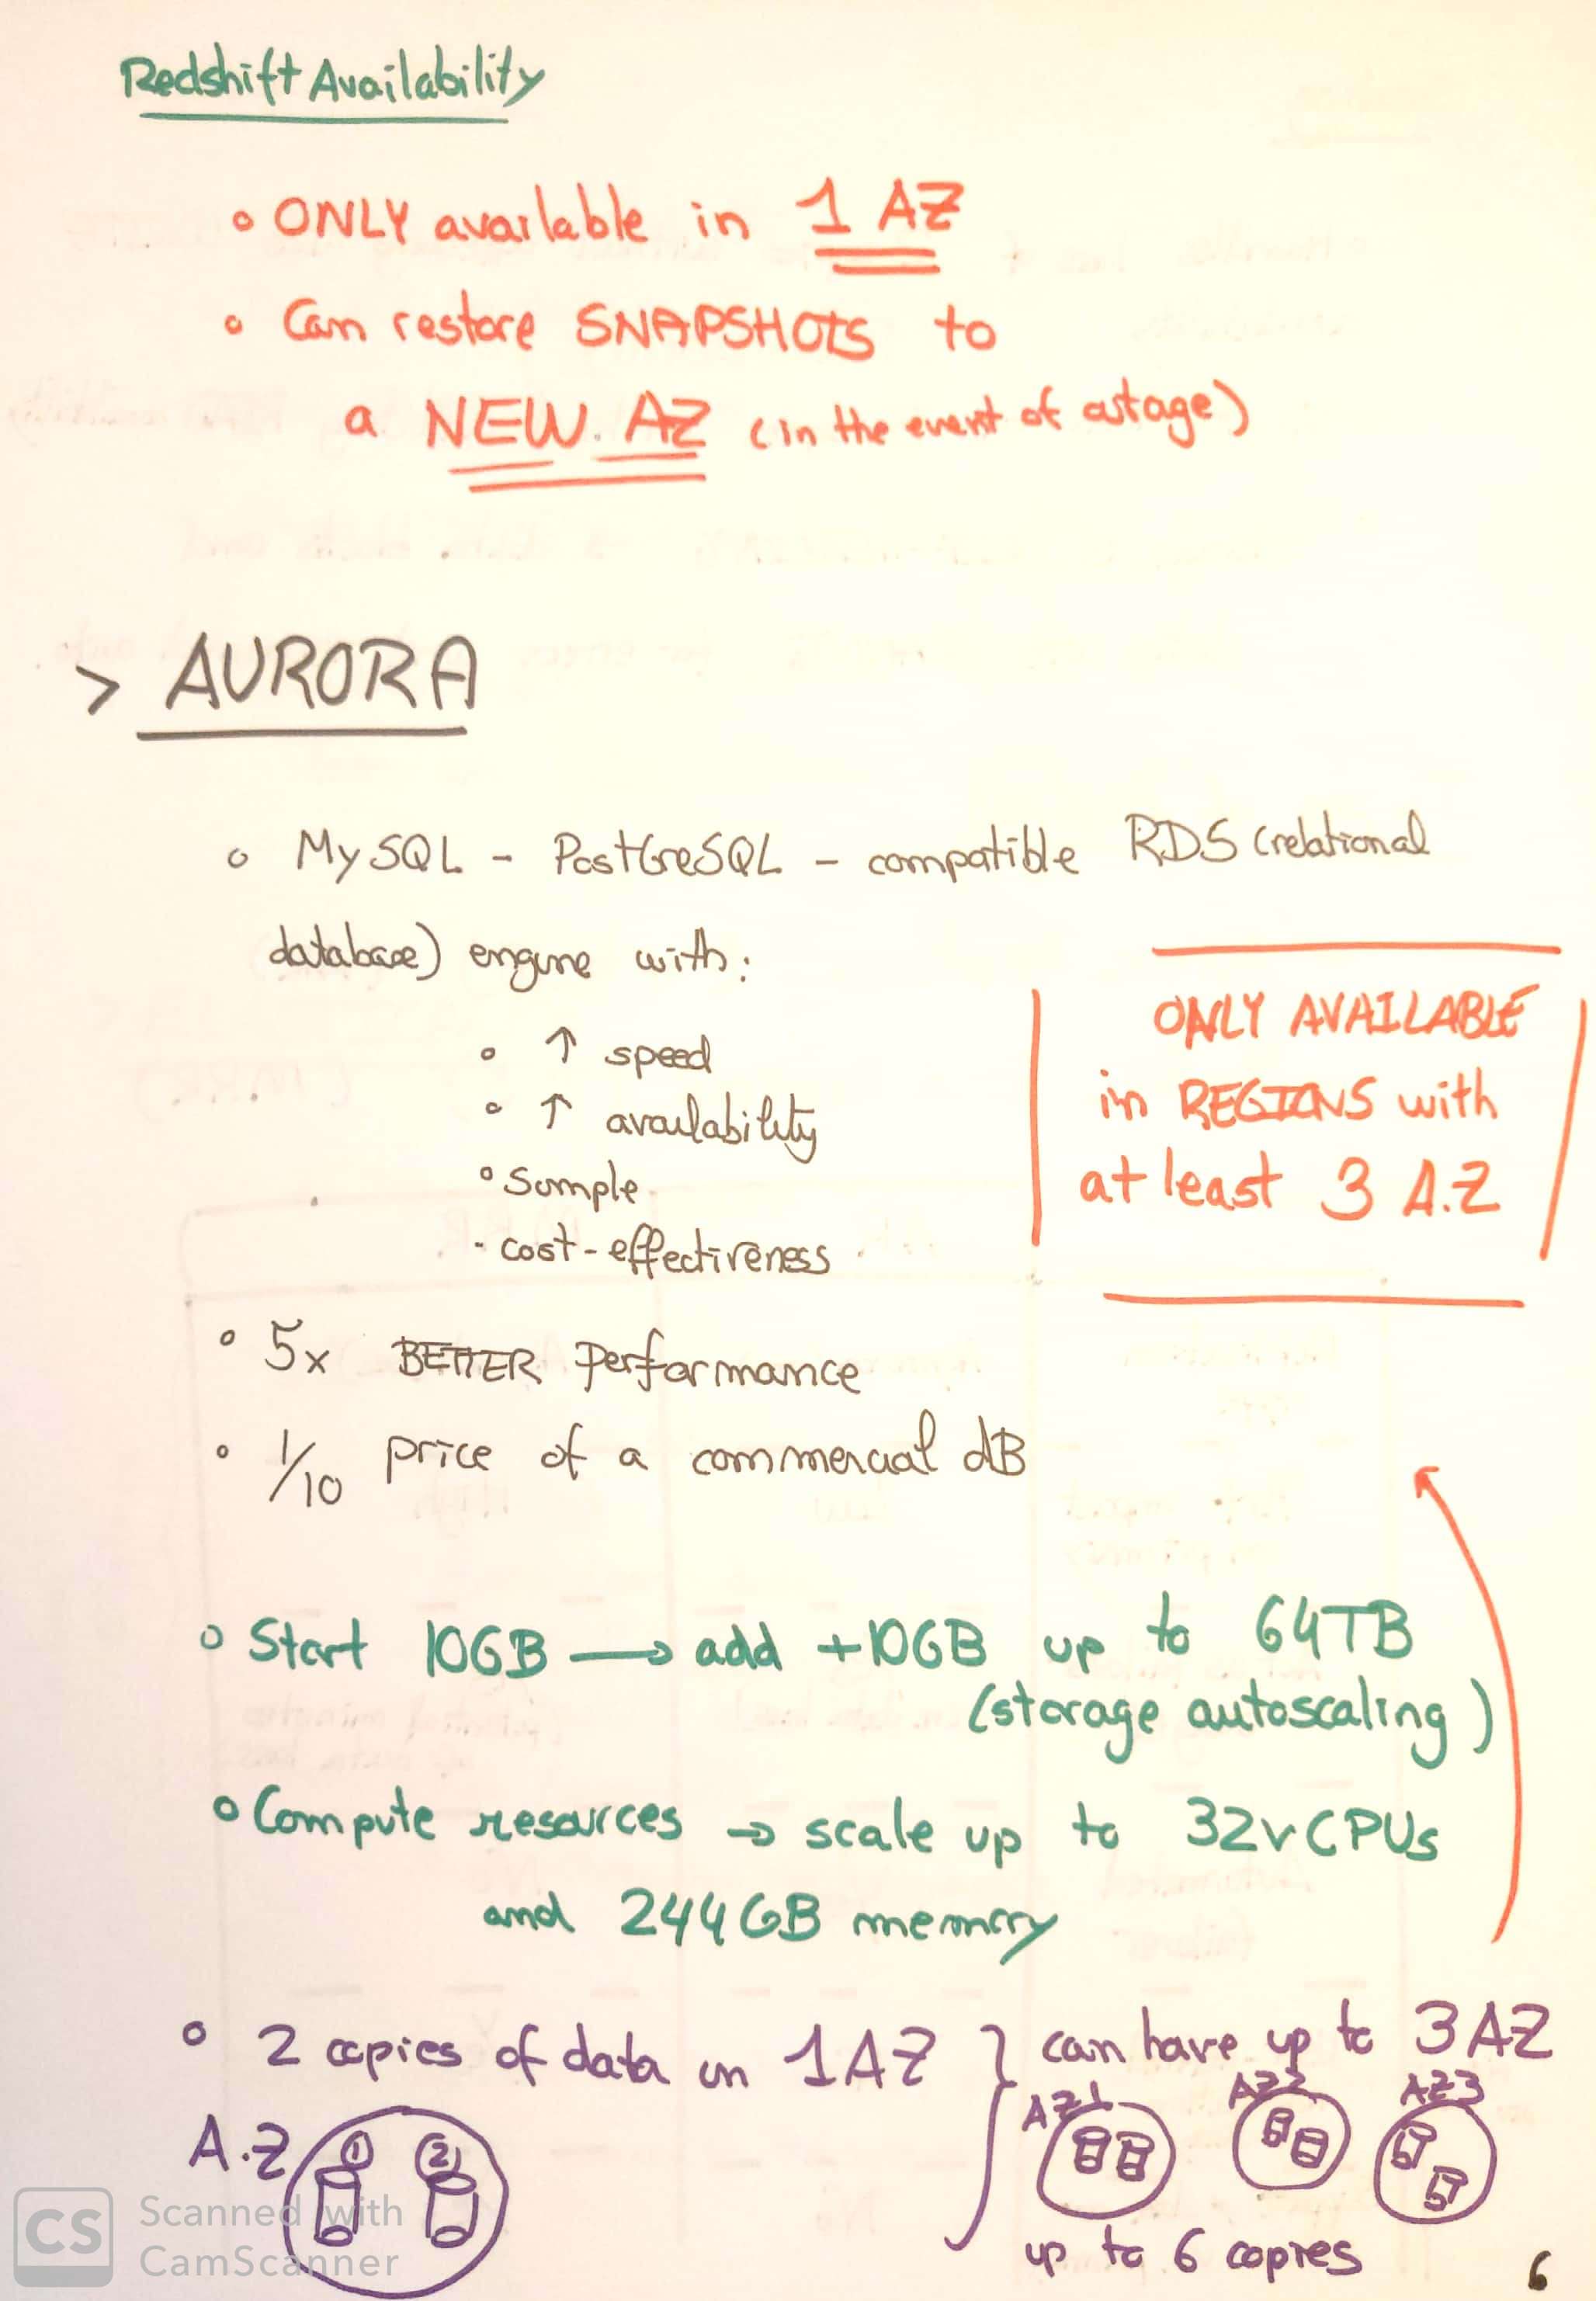 Redshift Availability
• ONLY available in 1 AZ
• Can restore SNAPSHOTS to
a NEW AZ (in the event of outage)
> AURORA
• MySQL - PostGreSQL - compatible RDS (relational
database) engine with:
• ↑ speed
• ↑ availability
• Simple
- cost-effectiveness
ONLY AVAILABLE
in REGIONS with
at least 3 A.Z
• 5x BETTER performance
• 1/10 price of a commercial dB
• Start 10GB → add +10GB up to 64TB
(storage autoscaling)
• Compute resources → scale up to 32vCPUs
and 244GB memory
• 2 copies of data in 1AZ } can have up to 3AZ
A.Z 1 2
AZ1 AZ2 AZ3
up to 6 copies
CS Scanned with
CamScanner
6